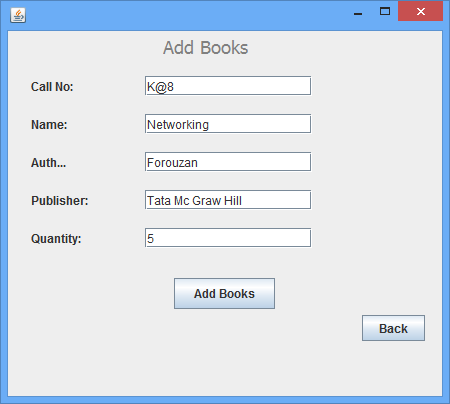 Add Books
Call No: K@8
Name: Networking
Auth... Forouzan
Publisher: Tata Mc Graw Hill
Quantity: 5
Add Books
Back